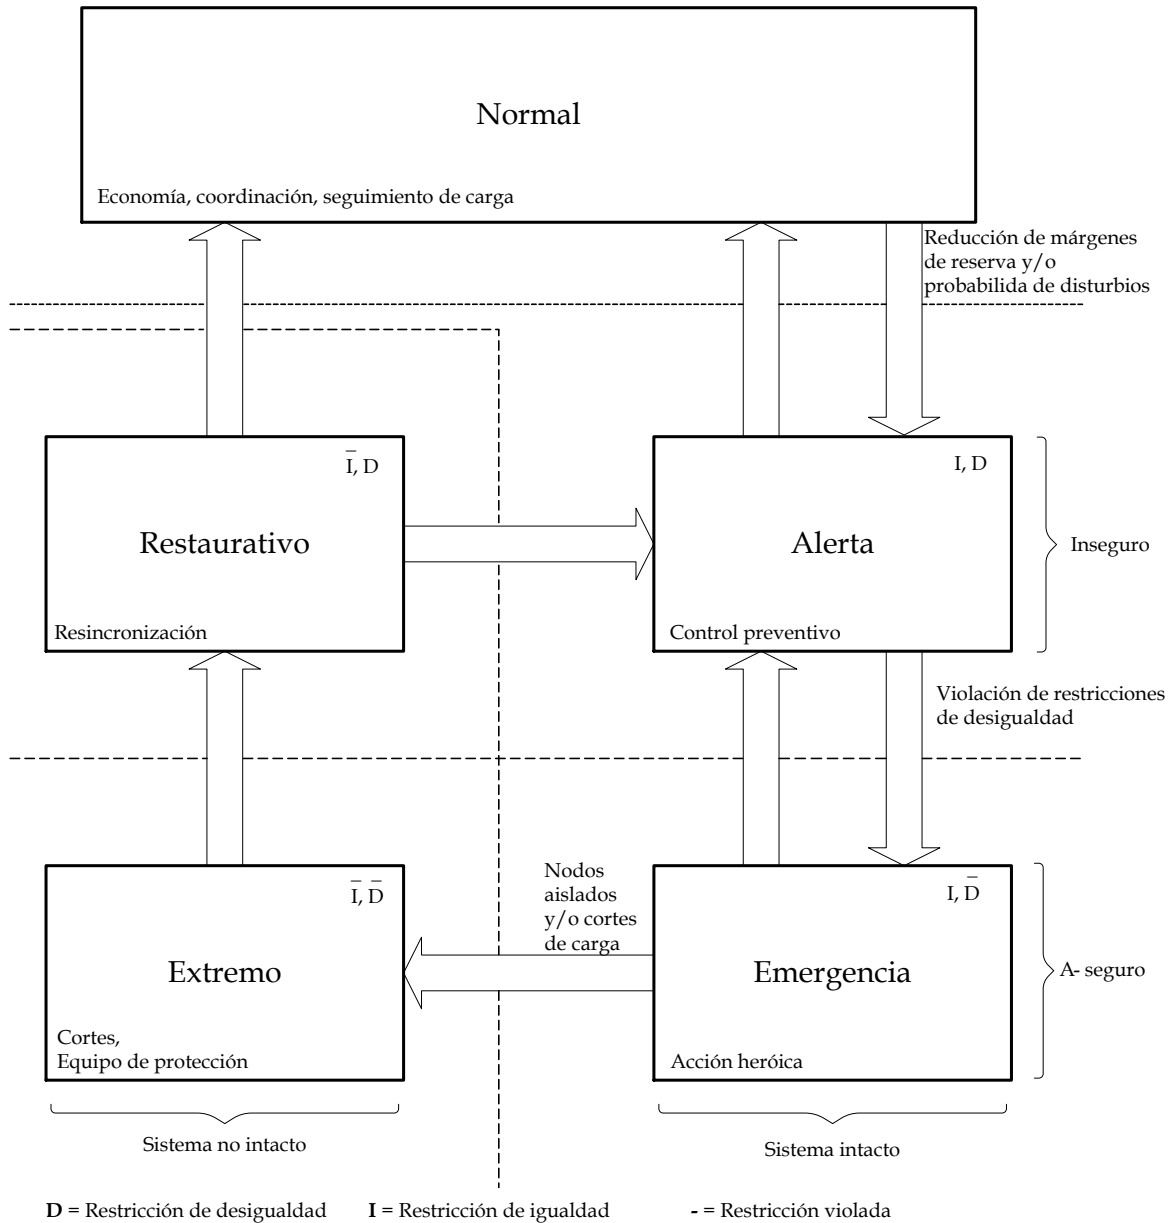 Normal
Economía, coordinación, seguimiento de carga
Reducción de márgenes
de reserva y/o
probabilida de disturbios
I̅, D
Restaurativo
Resincronización
I, D
Alerta
Control preventivo
Inseguro
Violación de restricciones
de desigualdad
I̅, D̅
Extremo
Cortes,
Equipo de protección
Nodos
aislados
y/o cortes
de carga
I, D̅
Emergencia
Acción heróica
A- seguro
Sistema no intacto
Sistema intacto
D = Restricción de desigualdad I = Restricción de igualdad - = Restricción violada